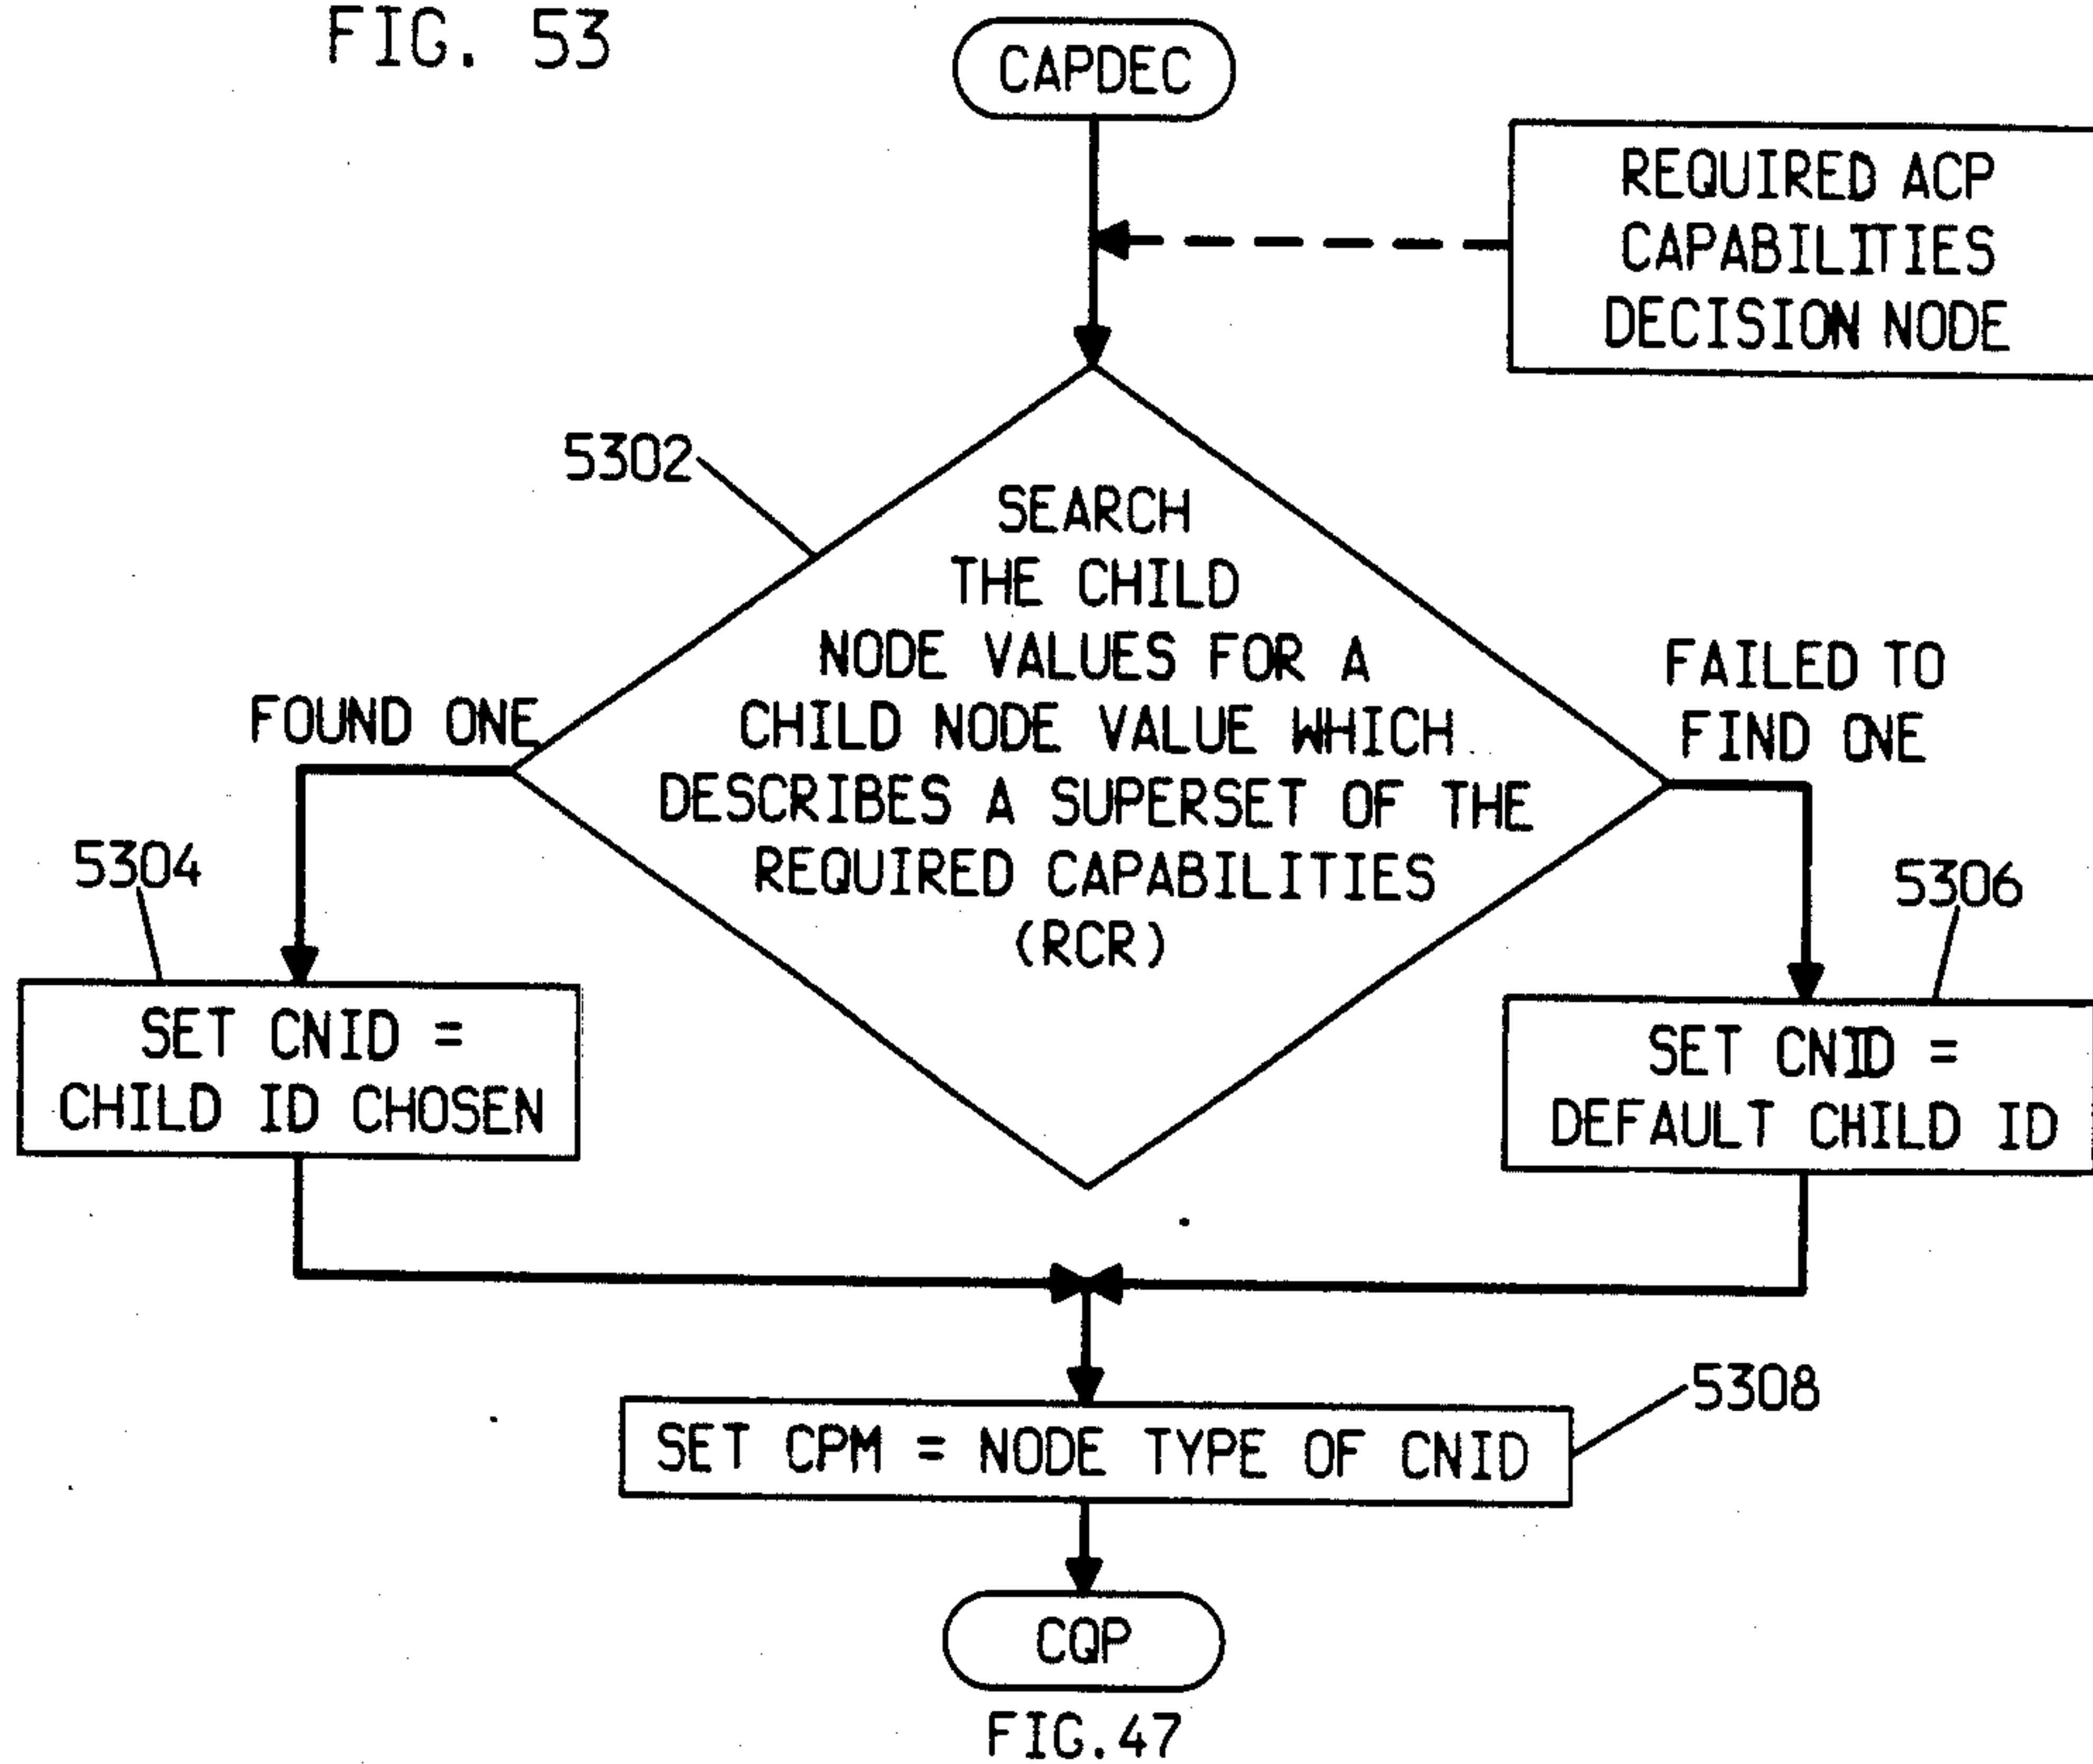 FIG. 53
CAPDEC
REQUIRED ACP
CAPABILITIES
DECISION NODE
5302
SEARCH
THE CHILD
NODE VALUES FOR A
CHILD NODE VALUE WHICH
DESCRIBES A SUPERSET OF THE
REQUIRED CAPABILITIES
(RCR)
FOUND ONE
FAILED TO
FIND ONE
5304
SET CNID =
CHILD ID CHOSEN
5306
SET CNID =
DEFAULT CHILD ID
5308
SET CPM = NODE TYPE OF CNID
CQP
FIG.47